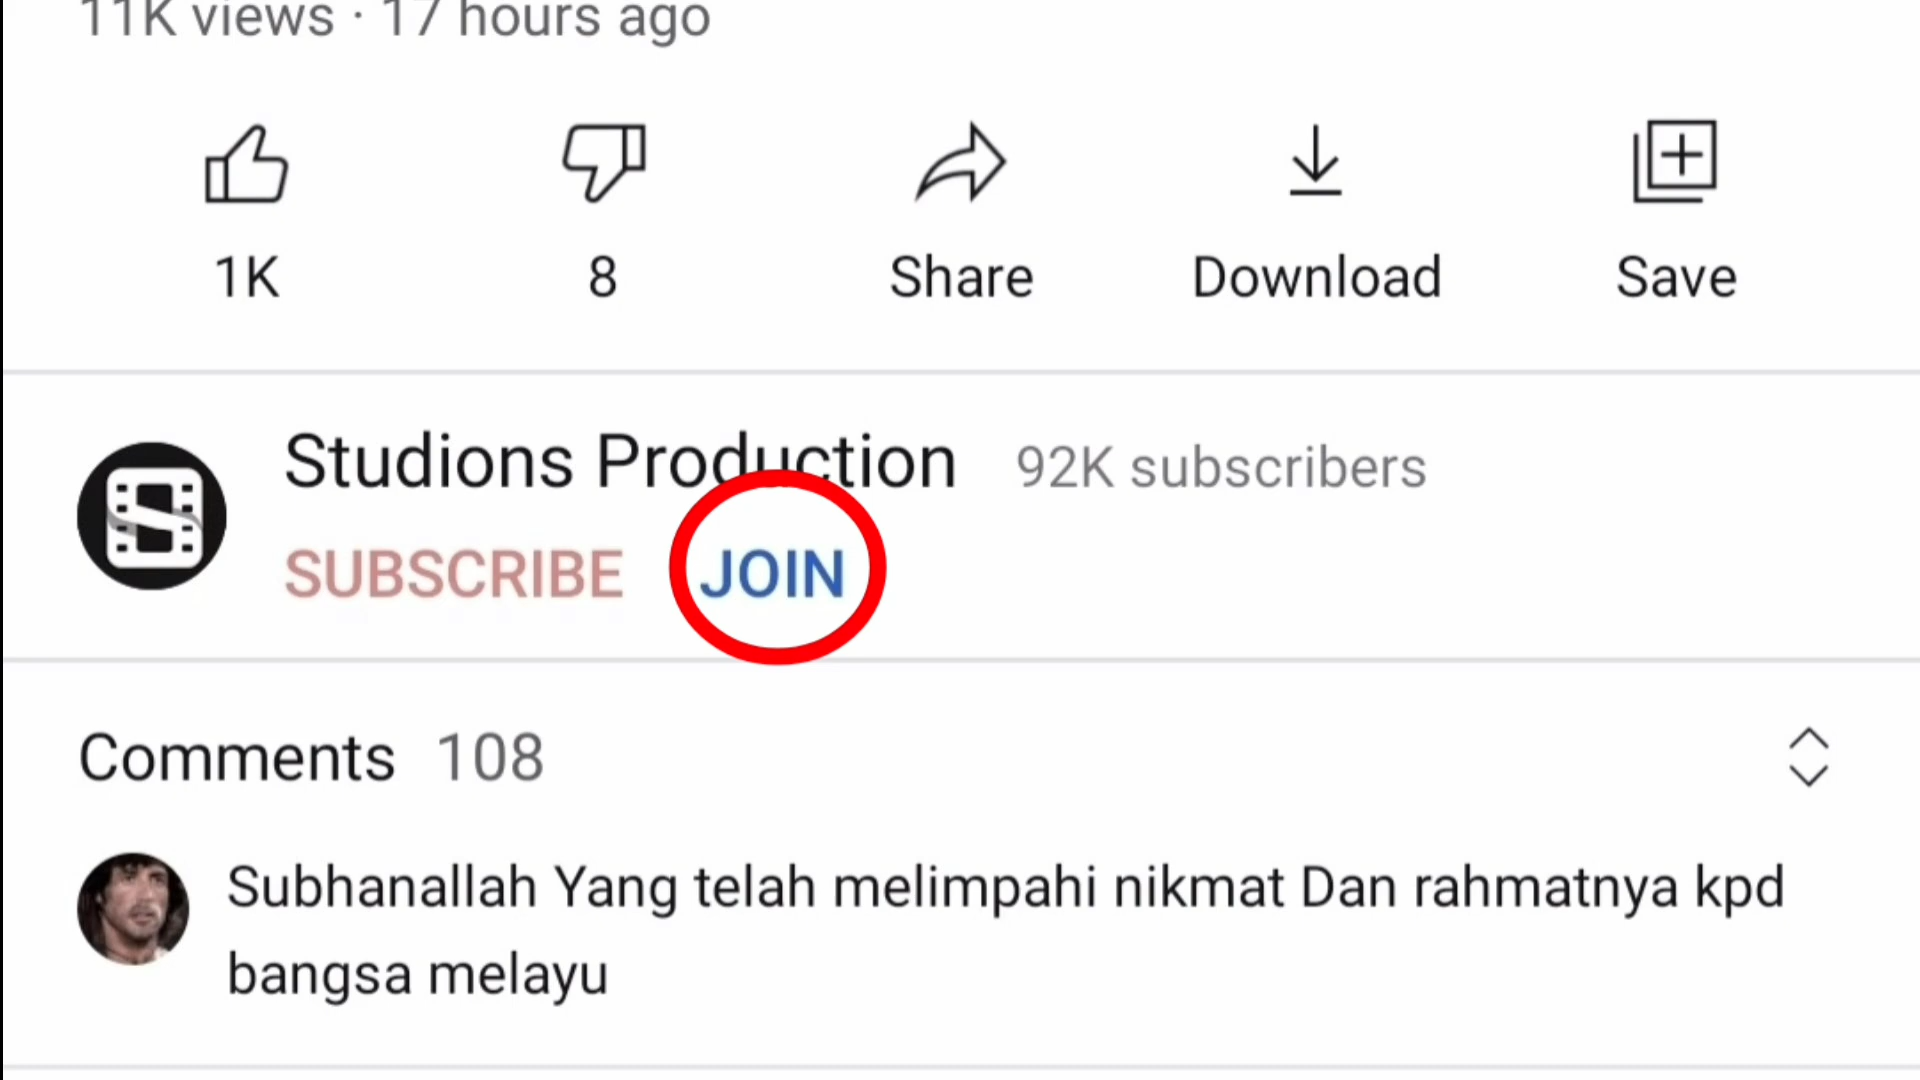 11K views · 17 hours ago
1K
8
Share
Download
Save
Studions Production 92K subscribers
SUBSCRIBE JOIN
Comments 108
Subhanallah Yang telah melimpahi nikmat Dan rahmatnya kpd
bangsa melayu